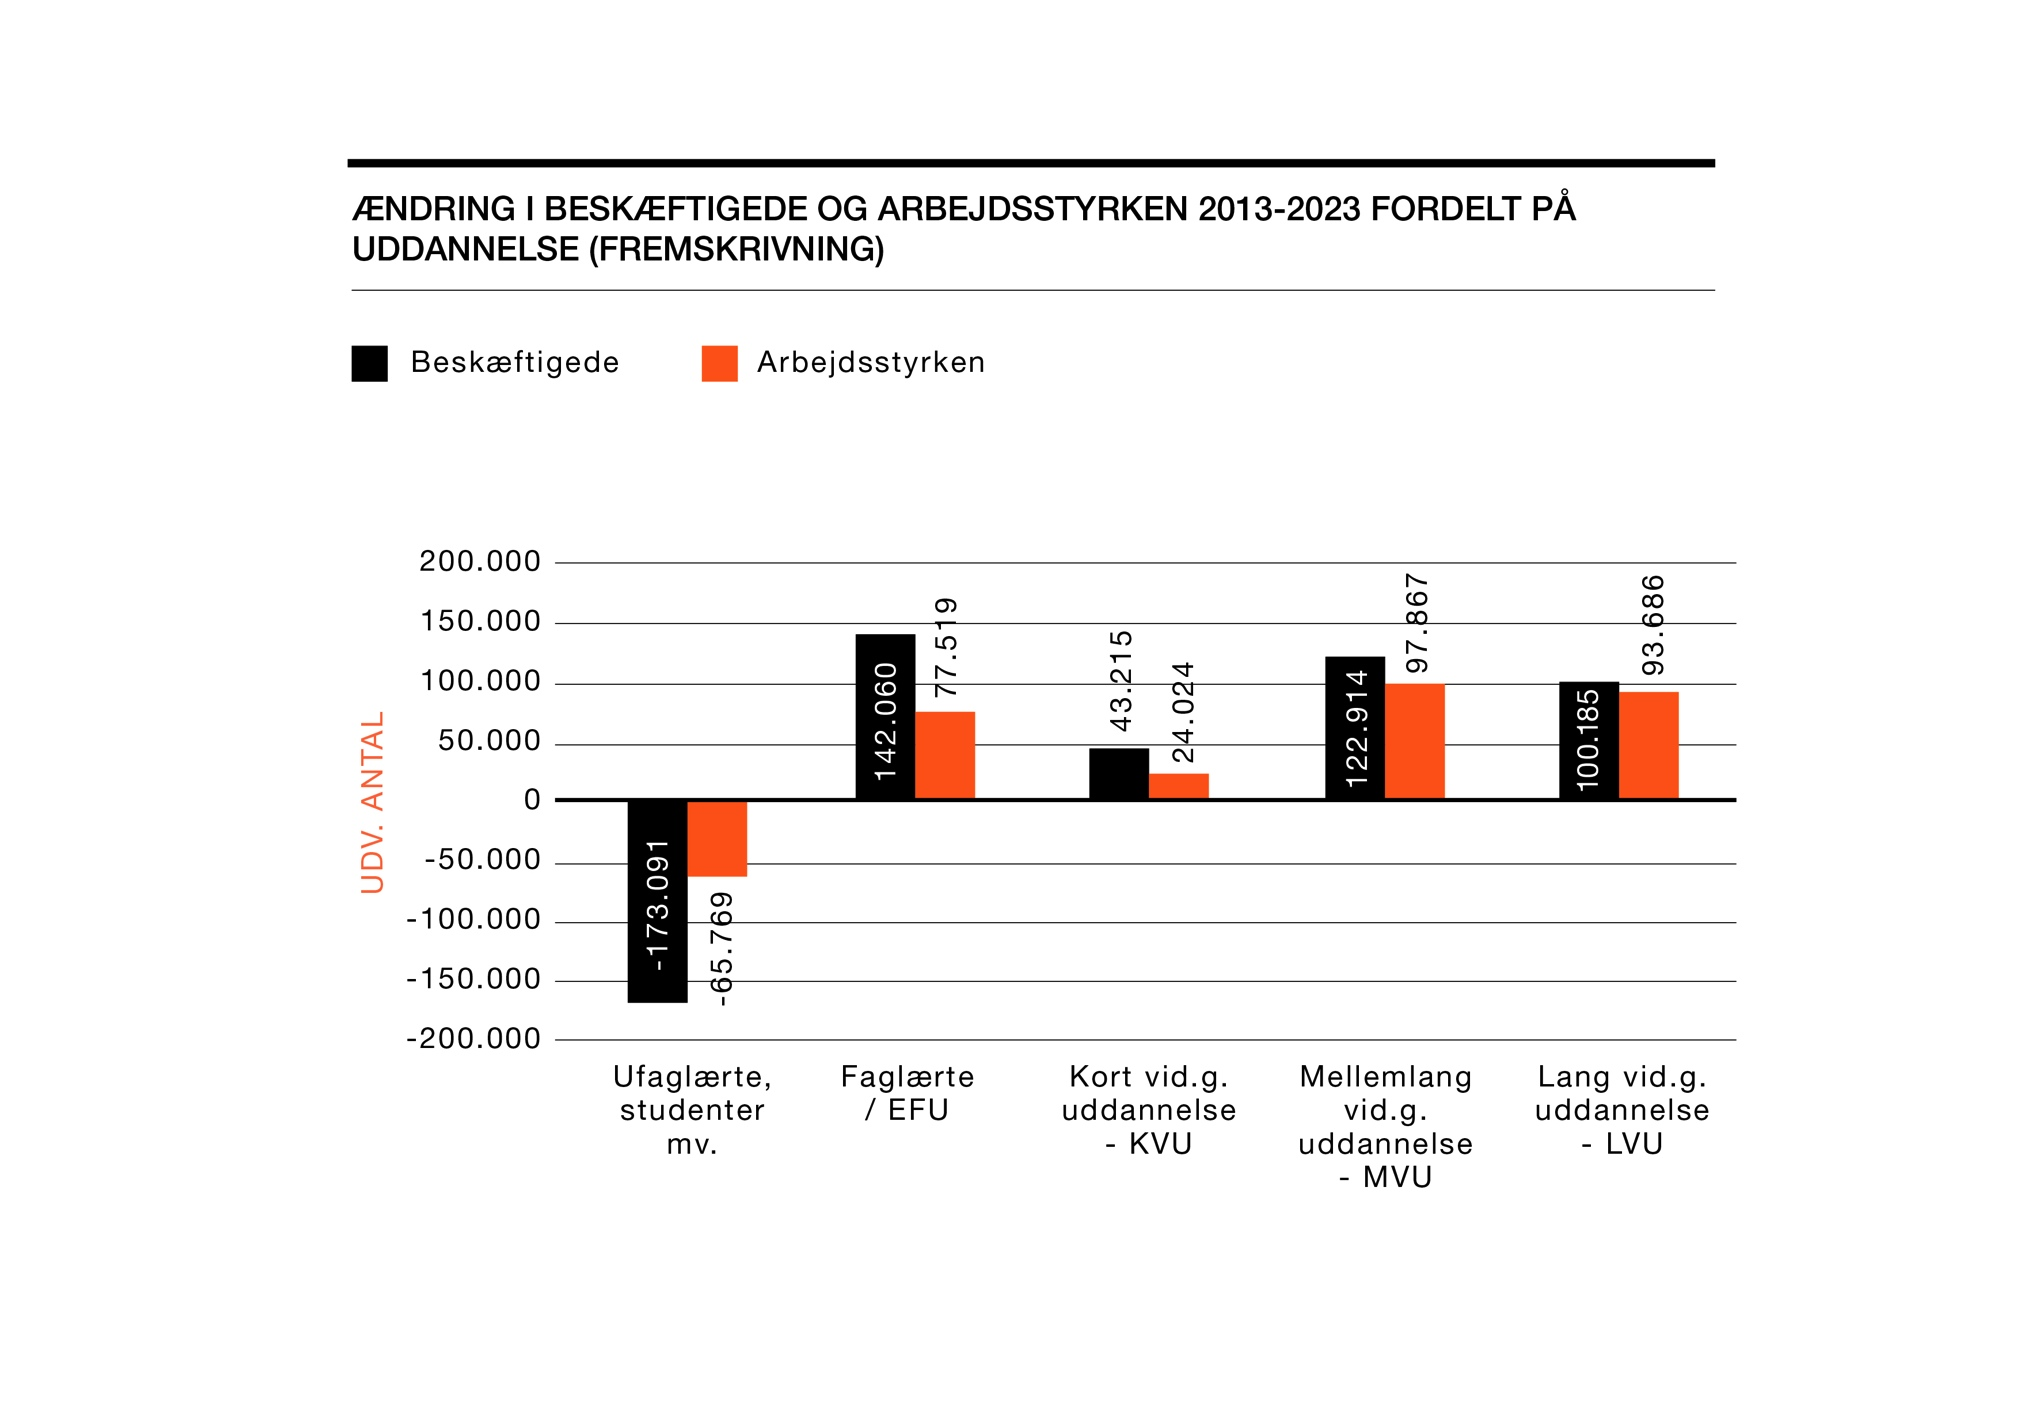 ÆNDRING I BESKÆFTIGEDE OG ARBEJDSSTYRKEN 2013-2023 FORDELT PÅ
UDDANNELSE (FREMSKRIVNING)
Beskæftigede
Arbejdsstyrken
UDV. ANTAL
200.000
150.000
100.000
50.000
0
-50.000
-100.000
-150.000
-200.000
-173.091
-65.769
142.060
77.519
43.215
24.024
122.914
97.867
100.185
93.686
Ufaglærte,
studenter
mv.
Faglærte
/ EFU
Kort vid.g.
uddannelse
- KVU
Mellemlang
vid.g.
uddannelse
- MVU
Lang vid.g.
uddannelse
- LVU